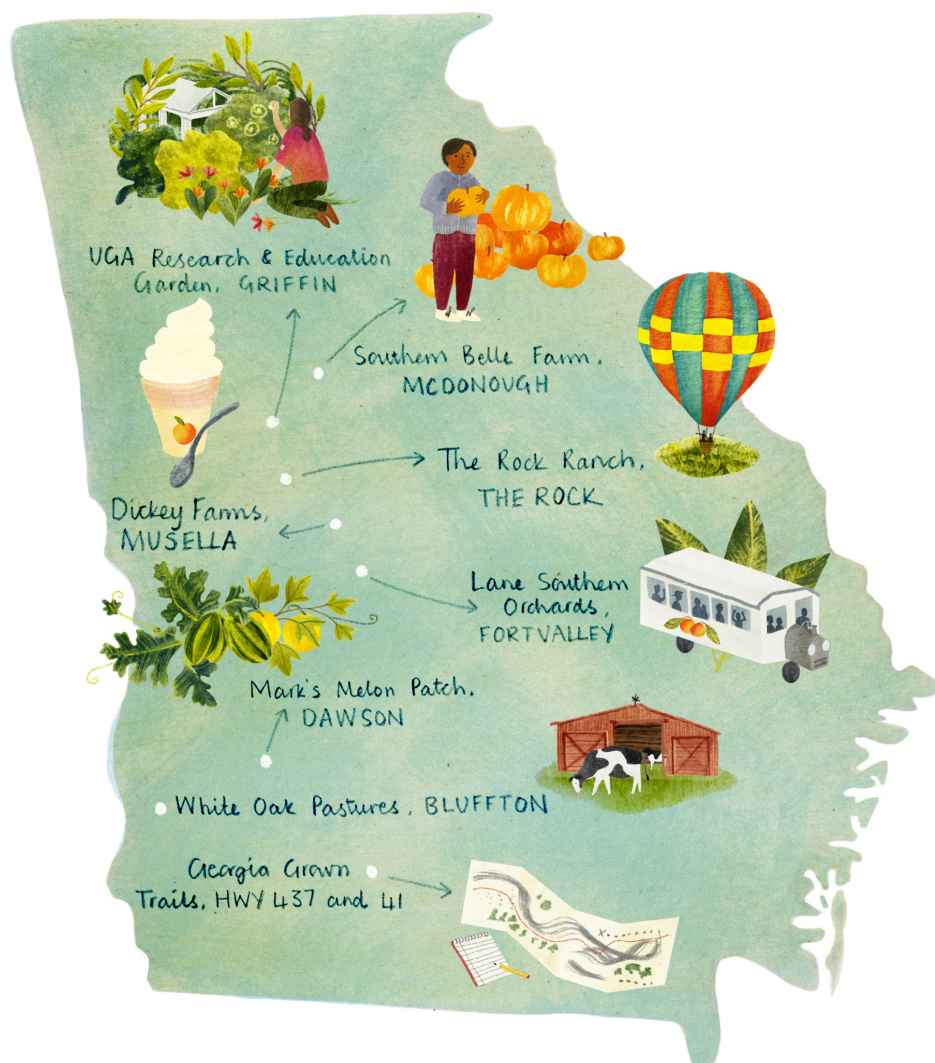 UGA Research & Education
Garden, GRIFFIN
Southern Belle Farm,
MCDONOUGH
The Rock Ranch,
THE ROCK
Dickey Farms,
MUSELLA
Lane Southern
Orchards,
FORTVALLEY
Mark's Melon Patch,
DAWSON
White Oak Pastures, BLUFFTON
Georgia Grown
Trails, HWY 437 and 41